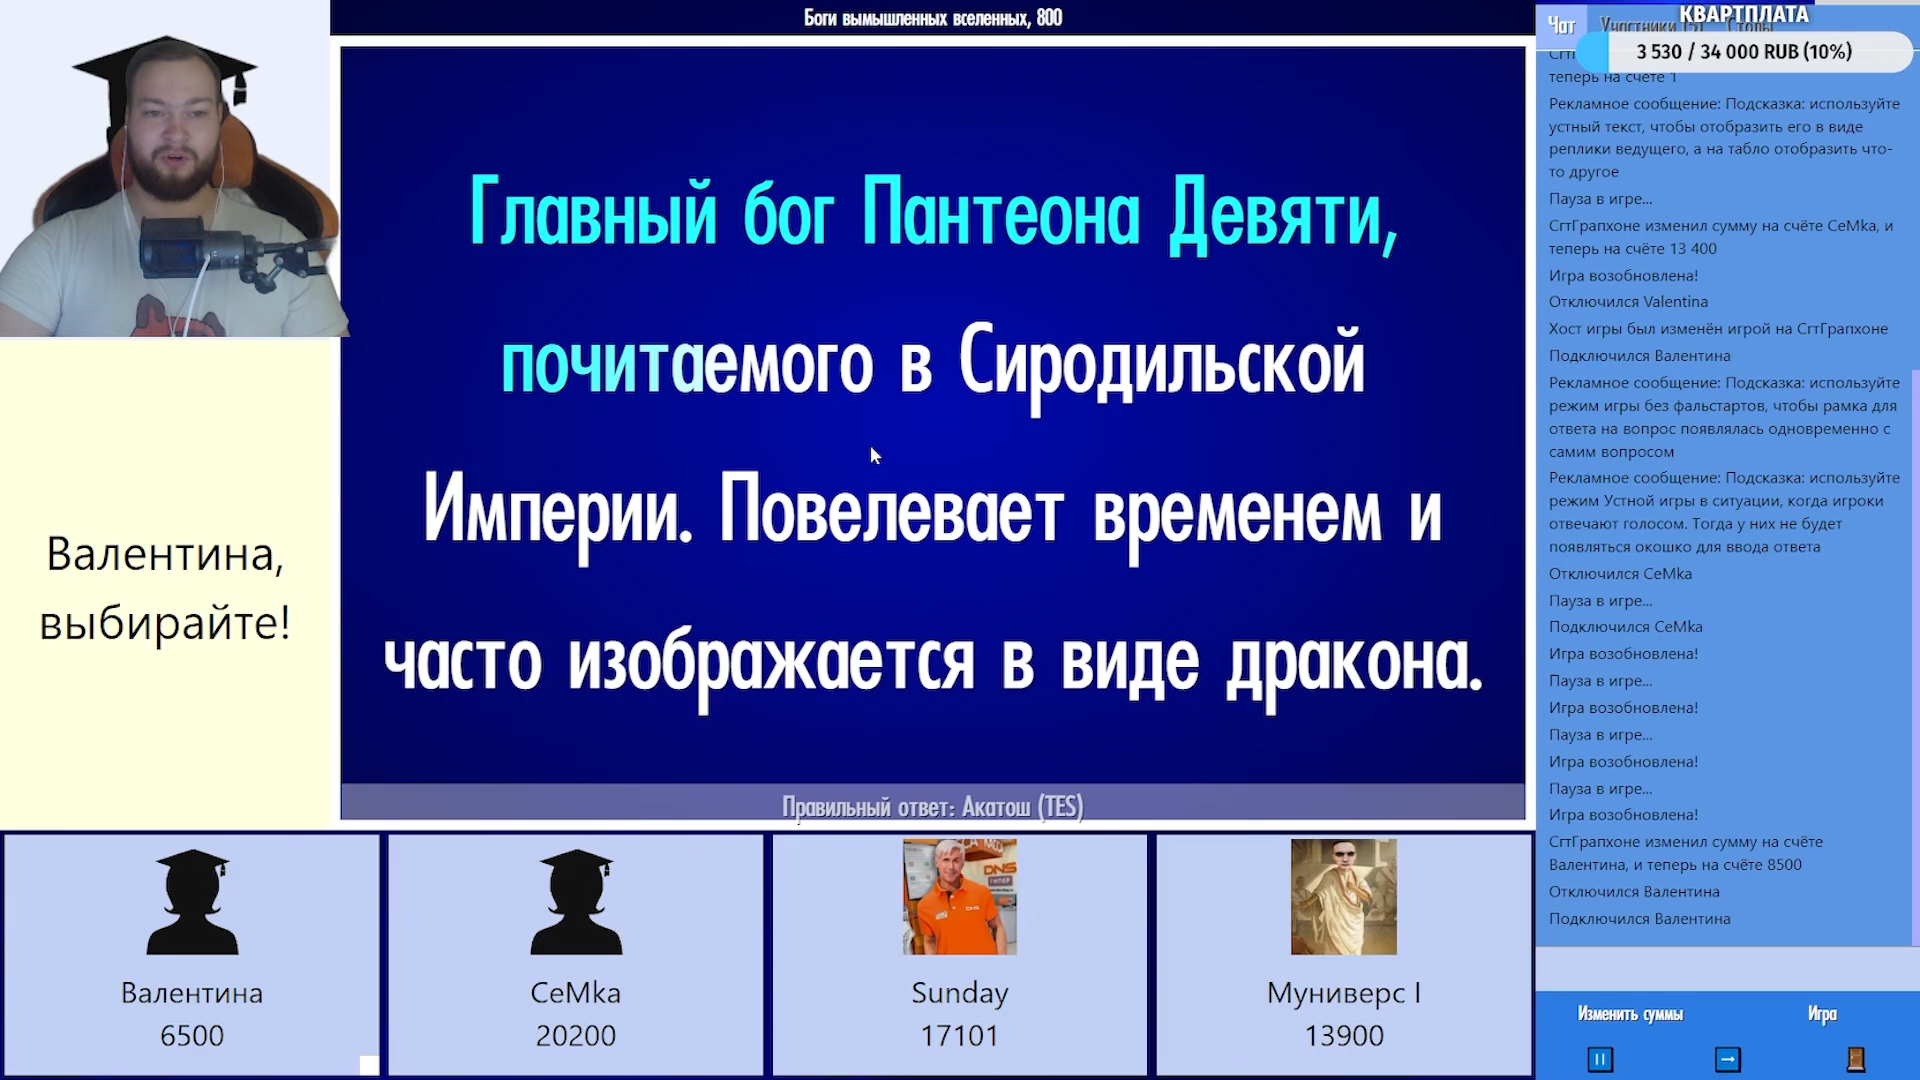 Боги вымышленных вселенных, 800
Главный бог Пантеона Девяти,
почитаемого в Сиродильской
Империи. Повелевает временем и
часто изображается в виде дракона.
Правильный ответ: Акатош (TES)
Валентина,
выбирайте!
Валентина
6500
CeMka
20200
Sunday
17101
Муниверс I
13900
КВАРТПЛАТА
Чат
Участники
3 530 / 34 000 RUB (10%)
теперь на счёте 1
Рекламное сообщение: Подсказка: используйте
устный текст, чтобы отобразить его в виде
реплики ведущего, а на табло отобразить что-
то другое
Пауза в игре...
СгтГрапхоне изменил сумму на счёте CeMka, и
теперь на счёте 13 400
Игра возобновлена!
Отключился Valentina
Хост игры был изменён игрой на СгтГрапхоне
Подключился Валентина
Рекламное сообщение: Подсказка: используйте
режим игры без фальстартов, чтобы рамка для
ответа на вопрос появлялась одновременно с
самим вопросом
Рекламное сообщение: Подсказка: используйте
режим Устной игры в ситуации, когда игроки
отвечают голосом. Тогда у них не будет
появляться окошко для ввода ответа
Отключился CeMka
Пауза в игре...
Подключился CeMka
Игра возобновлена!
Пауза в игре...
Игра возобновлена!
Пауза в игре...
Игра возобновлена!
Пауза в игре...
Игра возобновлена!
СгтГрапхоне изменил сумму на счёте
Валентина, и теперь на счёте 8500
Отключился Валентина
Подключился Валентина
Изменить суммы
Игра
DNS
ГИПЕР